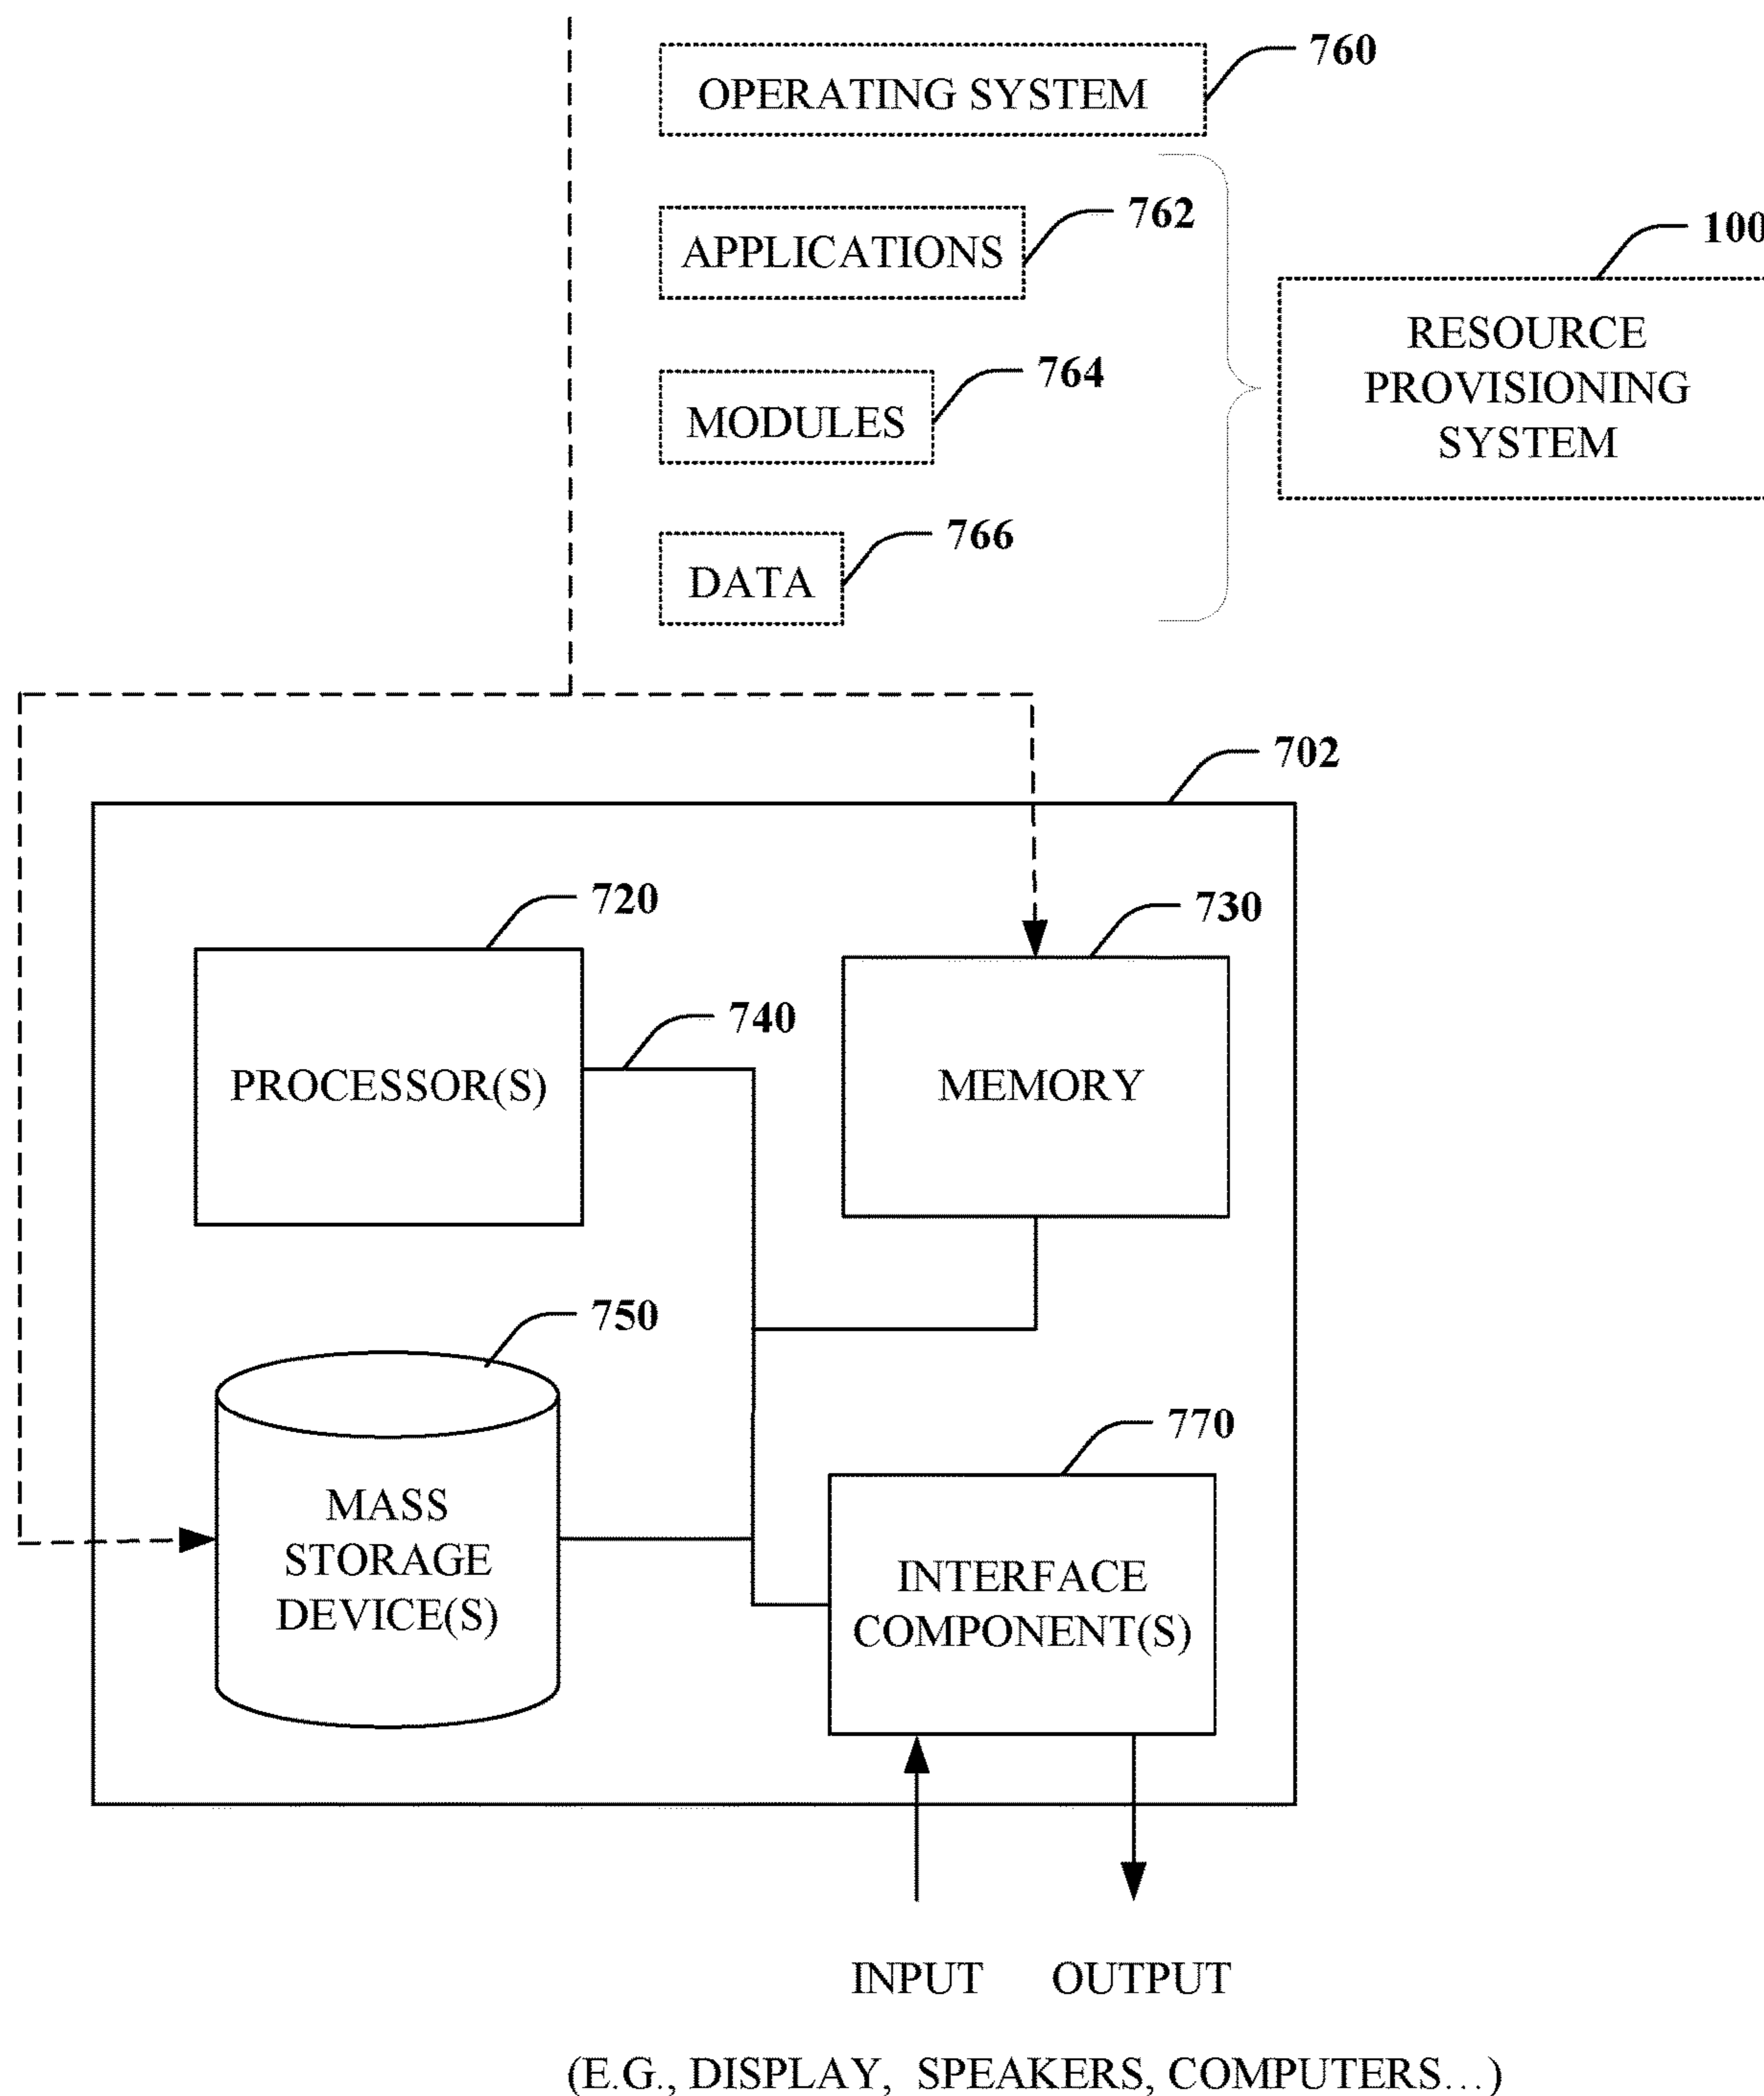 760
OPERATING SYSTEM
762
APPLICATIONS
100
RESOURCE
PROVISIONING
SYSTEM
764
MODULES
766
DATA
702
720
730
740
PROCESSOR(S)
MEMORY
750
770
MASS
STORAGE
DEVICE(S)
INTERFACE
COMPONENT(S)
INPUT OUTPUT
(E.G., DISPLAY, SPEAKERS, COMPUTERS...)